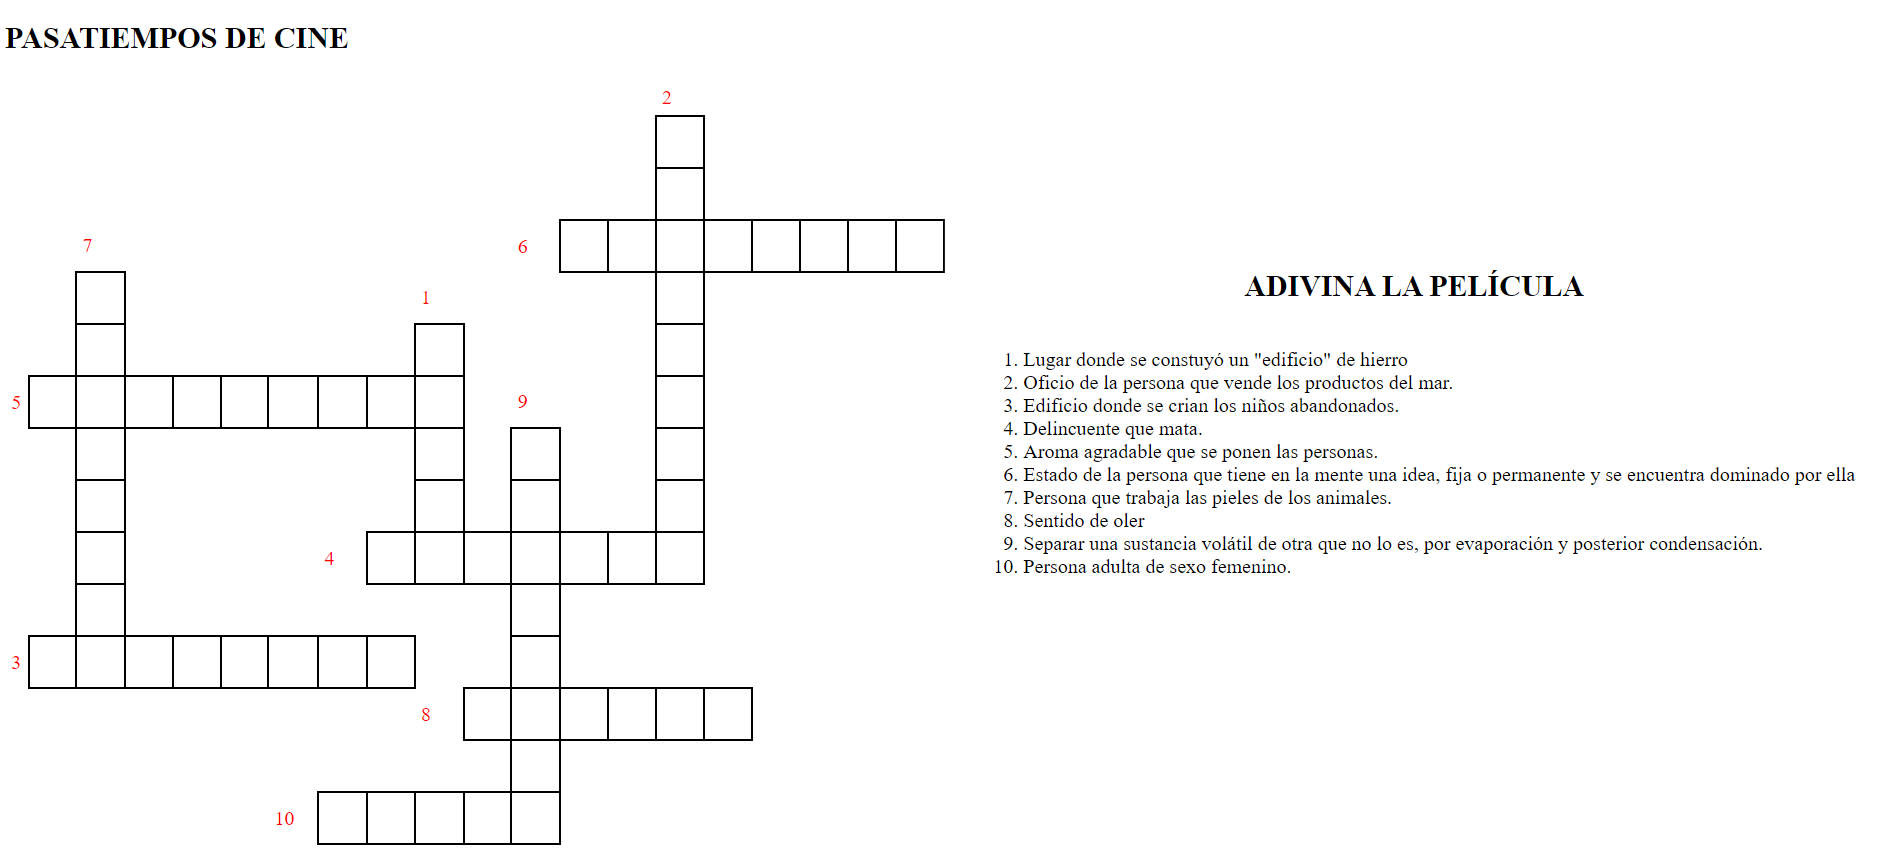 PASATIEMPOS DE CINE
2
7
6
1
5
9
4
3
8
10
ADIVINA LA PELÍCULA
1. Lugar donde se constuyó un "edificio" de hierro
2. Oficio de la persona que vende los productos del mar.
3. Edificio donde se crian los niños abandonados.
4. Delincuente que mata.
5. Aroma agradable que se ponen las personas.
6. Estado de la persona que tiene en la mente una idea, fija o permanente y se encuentra dominado por ella
7. Persona que trabaja las pieles de los animales.
8. Sentido de oler
9. Separar una sustancia volátil de otra que no lo es, por evaporación y posterior condensación.
10. Persona adulta de sexo femenino.